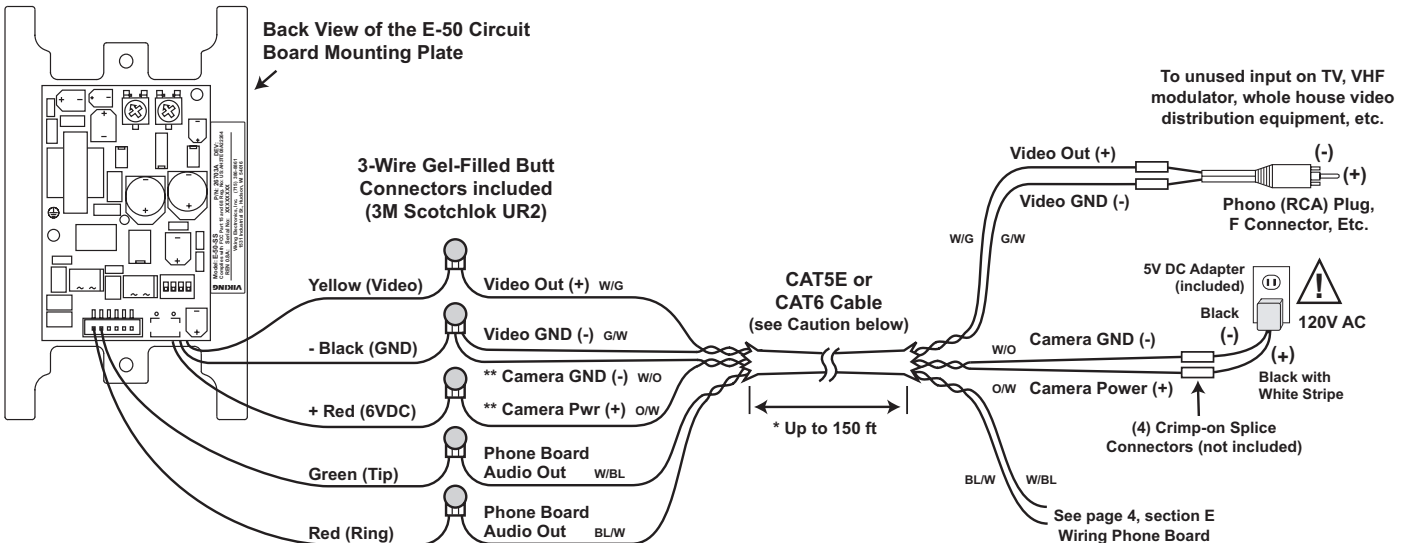 Back View of the E-50 Circuit
Board Mounting Plate
3-Wire Gel-Filled Butt
Connectors included
(3M Scotchlok UR2)
To unused input on TV, VHF
modulator, whole house video
distribution equipment, etc.
Video Out (+)
Video GND (-)
(-)
(+)
Phono (RCA) Plug,
F Connector, Etc.
W/G
G/W
CAT5E or
CAT6 Cable
(see Caution below)
* Up to 150 ft
5V DC Adapter
(included)
Black
(-)
!
120V AC
(+)
Black with
White Stripe
W/O
Camera GND (-)
O/W
Camera Power (+)
(4) Crimp-on Splice
Connectors (not included)
BL/W
W/BL
See page 4, section E
Wiring Phone Board
Yellow (Video)
Video Out (+) W/G
- Black (GND)
Video GND (-) G/W
** Camera GND (-) W/O
+ Red (6VDC)
** Camera Pwr (+) O/W
Green (Tip)
Phone Board
Audio Out W/BL
Red (Ring)
Phone Board
Audio Out BL/W
VIKING
Model: E-50-SS